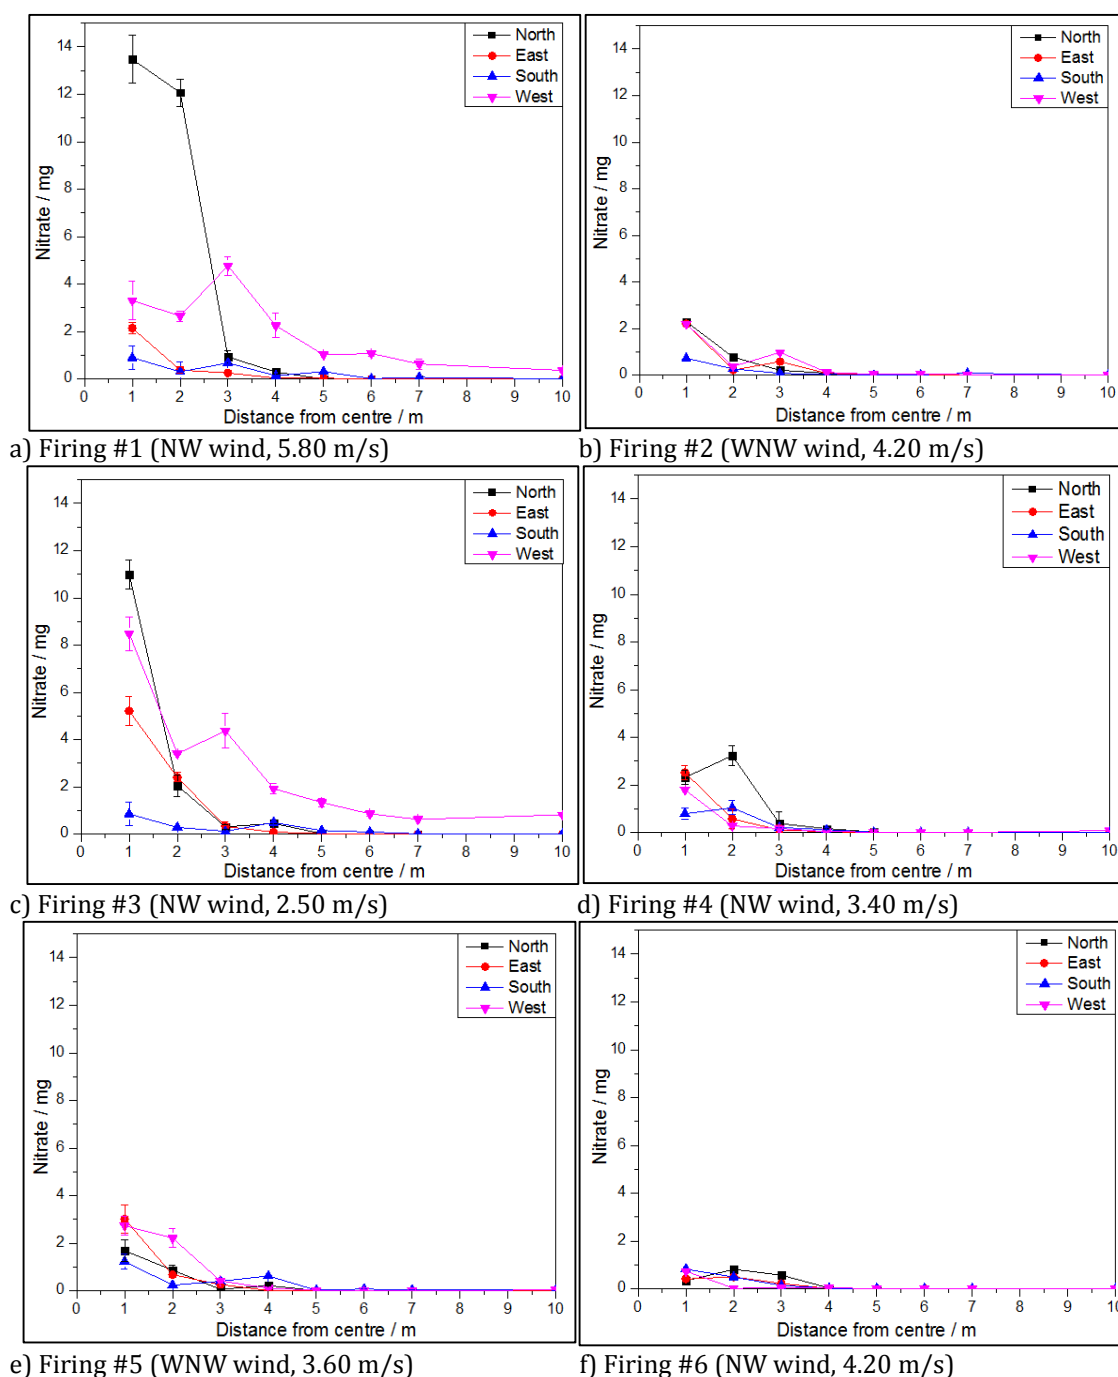 North
East
South
West
14
12
10
8
6
4
2
0
Nitrate / mg
0 1 2 3 4 5 6 7 8 9 10
Distance from centre / m
a) Firing #1 (NW wind, 5.80 m/s)
North
East
South
West
14
12
10
8
6
4
2
0
Nitrate / mg
0 1 2 3 4 5 6 7 8 9 10
Distance from centre / m
b) Firing #2 (WNW wind, 4.20 m/s)
North
East
South
West
14
12
10
8
6
4
2
0
Nitrate / mg
0 1 2 3 4 5 6 7 8 9 10
Distance from centre / m
c) Firing #3 (NW wind, 2.50 m/s)
North
East
South
West
14
12
10
8
6
4
2
0
Nitrate / mg
0 1 2 3 4 5 6 7 8 9 10
Distance from centre / m
d) Firing #4 (NW wind, 3.40 m/s)
North
East
South
West
14
12
10
8
6
4
2
0
Nitrate / mg
0 1 2 3 4 5 6 7 8 9 10
Distance from centre / m
e) Firing #5 (WNW wind, 3.60 m/s)
North
East
South
West
14
12
10
8
6
4
2
0
Nitrate / mg
0 1 2 3 4 5 6 7 8 9 10
Distance from centre / m
f) Firing #6 (NW wind, 4.20 m/s)